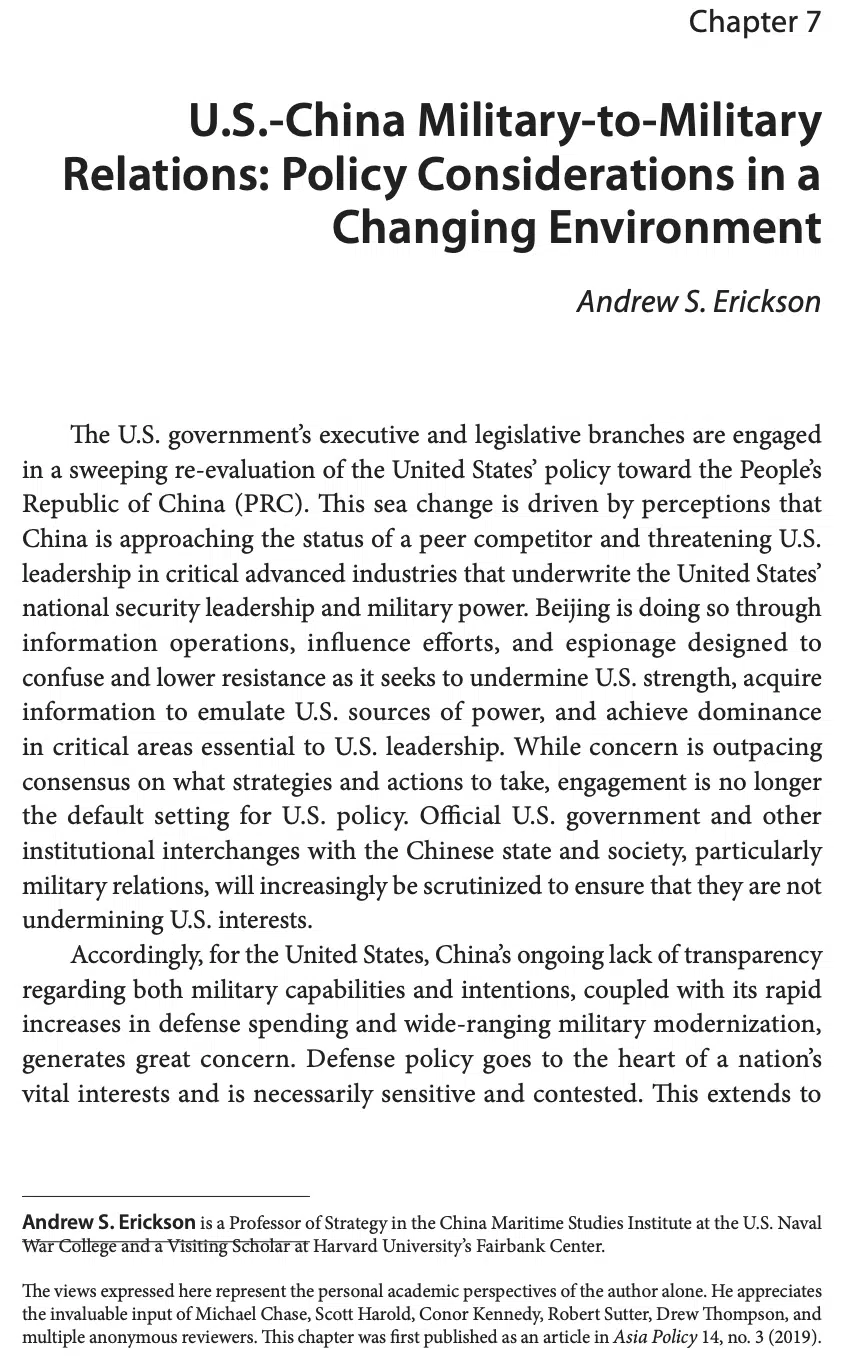 Chapter 7
U.S.-China Military-to-Military
Relations: Policy Considerations in a
Changing Environment
Andrew S. Erickson
The U.S. government’s executive and legislative branches are engaged
in a sweeping re-evaluation of the United States’ policy toward the People’s
Republic of China (PRC). This sea change is driven by perceptions that
China is approaching the status of a peer competitor and threatening U.S.
leadership in critical advanced industries that underwrite the United States’
national security leadership and military power. Beijing is doing so through
information operations, influence efforts, and espionage designed to
confuse and lower resistance as it seeks to undermine U.S. strength, acquire
information to emulate U.S. sources of power, and achieve dominance
in critical areas essential to U.S. leadership. While concern is outpacing
consensus on what strategies and actions to take, engagement is no longer
the default setting for U.S. policy. Official U.S. government and other
institutional interchanges with the Chinese state and society, particularly
military relations, will increasingly be scrutinized to ensure that they are not
undermining U.S. interests.
Accordingly, for the United States, China’s ongoing lack of transparency
regarding both military capabilities and intentions, coupled with its rapid
increases in defense spending and wide-ranging military modernization,
generates great concern. Defense policy goes to the heart of a nation’s
vital interests and is necessarily sensitive and contested. This extends to
Andrew S. Erickson is a Professor of Strategy in the China Maritime Studies Institute at the U.S. Naval
War College and a Visiting Scholar at Harvard University’s Fairbank Center.
The views expressed here represent the personal academic perspectives of the author alone. He appreciates
the invaluable input of Michael Chase, Scott Harold, Conor Kennedy, Robert Sutter, Drew Thompson, and
multiple anonymous reviewers. This chapter was first published as an article in Asia Policy 14, no. 3 (2019).